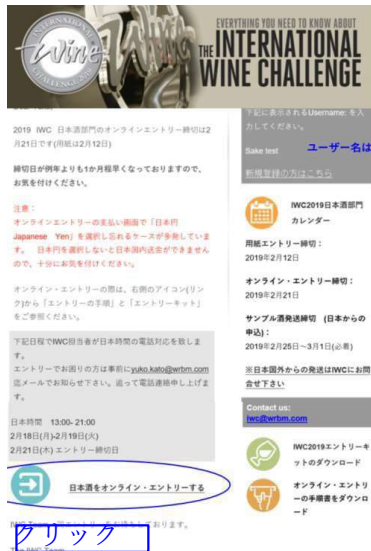 EVERYTHING YOU NEED TO KNOW ABOUT
THE INTERNATIONAL
WINE CHALLENGE
INTERNATIONAL
Wine
CHALLENGE
2019 IWC 日本酒部門のオンラインエントリー締切は2
月21日です(用紙は2月12日)
締切日が例年よりも1か月程早くなっておりますので、
お気を付けください。
注意：
オンラインエントリーの支払い画面で「日本円
Japanese Yen」を選択し忘れるケースが多発していま
す。 日本円を選択しないと日本国内送金ができません
ので、十分にお気を付けください。
オンライン・エントリーの際は、右側のアイコン(リン
ク)から「エントリーの手順」と「エントリーキット」
をご参照ください。
下記日程でIWC担当者が日本時間の電話対応を致しま
す。
エントリーでお困りの方は事前にyuko.kato@wrbm.com
迄メールでお知らせ下さい。追って電話連絡申し上げま
す。
日本時間 13:00- 21:00
2月18日(月)-2月19日(火)
2月21日(木) エントリー締切日
日本酒をオンライン・エントリーする
クリック
The IWC Team
下記に表示されるUsername: を入
力してください。
Sake test
ユーザー名は
新規登録の方はこちら
IWC2019日本酒部門
カレンダー
用紙エントリー締切：
2019年2月12日
オンライン・エントリー締切：
2019年2月21日
サンプル酒発送締切 (日本からの
申込)：
2019年2月25日～3月1日(必着)
※日本国外からの発送はIWCにお問
合せ下さい
Contact us:
iwc@wrbm.com
IWC2019エントリーキ
ットのダウンロード
オンライン・エントリ
ーの手順書をダウンロ
ード